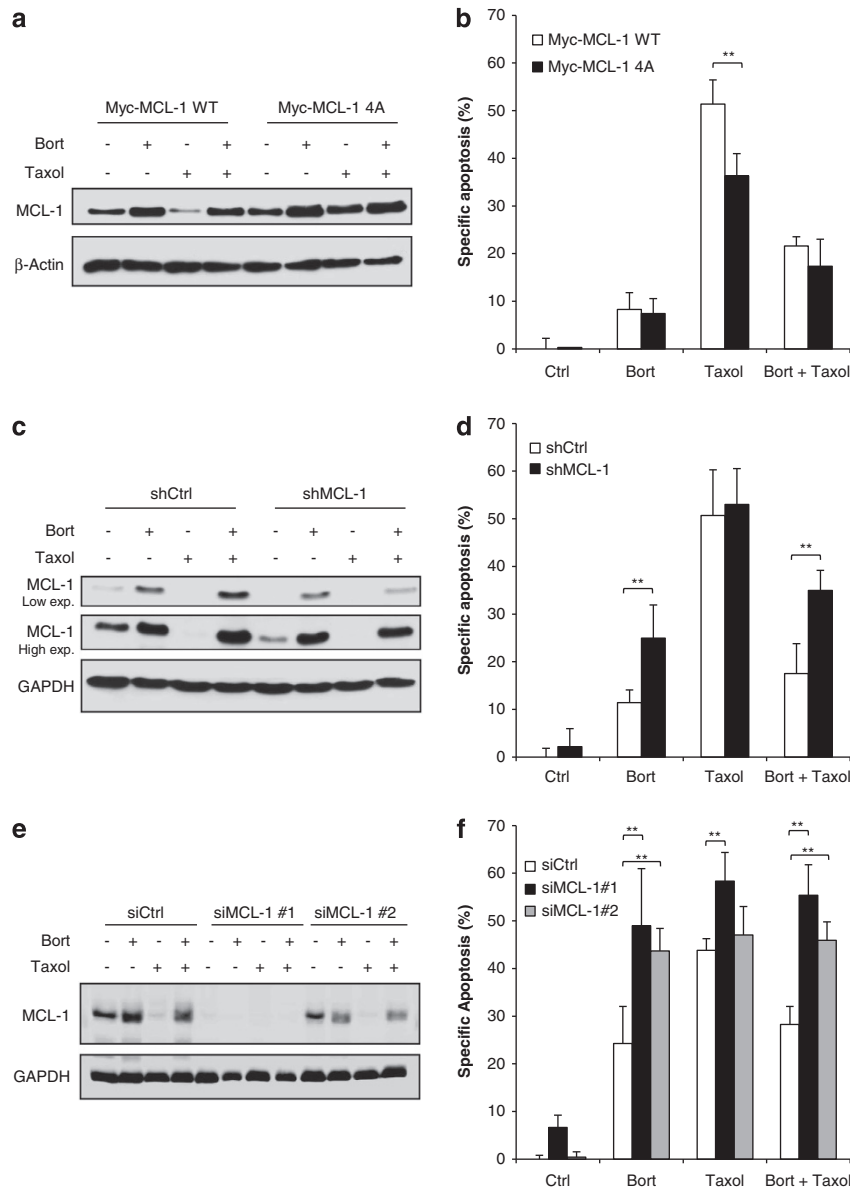 a
Myc-MCL-1 WT Myc-MCL-1 4A
Bort - + - + - + - +
Taxol - - + + - - + +
MCL-1
β-Actin
b
Specific apoptosis (%)
70
60
50
40
30
20
10
0
Myc-MCL-1 WT
Myc-MCL-1 4A
**
Ctrl Bort Taxol Bort + Taxol
c
shCtrl shMCL-1
Bort - + - + - + - +
Taxol - - + + - - + +
MCL-1
Low exp.
MCL-1
High exp.
GAPDH
d
Specific apoptosis (%)
70
60
50
40
30
20
10
0
shCtrl
shMCL-1
**
**
Ctrl Bort Taxol Bort + Taxol
e
siCtrl siMCL-1 #1 siMCL-1 #2
Bort - + - + - + - + - + - +
Taxol - - + + - - + + - - + +
MCL-1
GAPDH
f
Specific Apoptosis (%)
70
60
50
40
30
20
10
0
siCtrl
siMCL-1#1
siMCL-1#2
** ** **
** **
Ctrl Bort Taxol Bort + Taxol